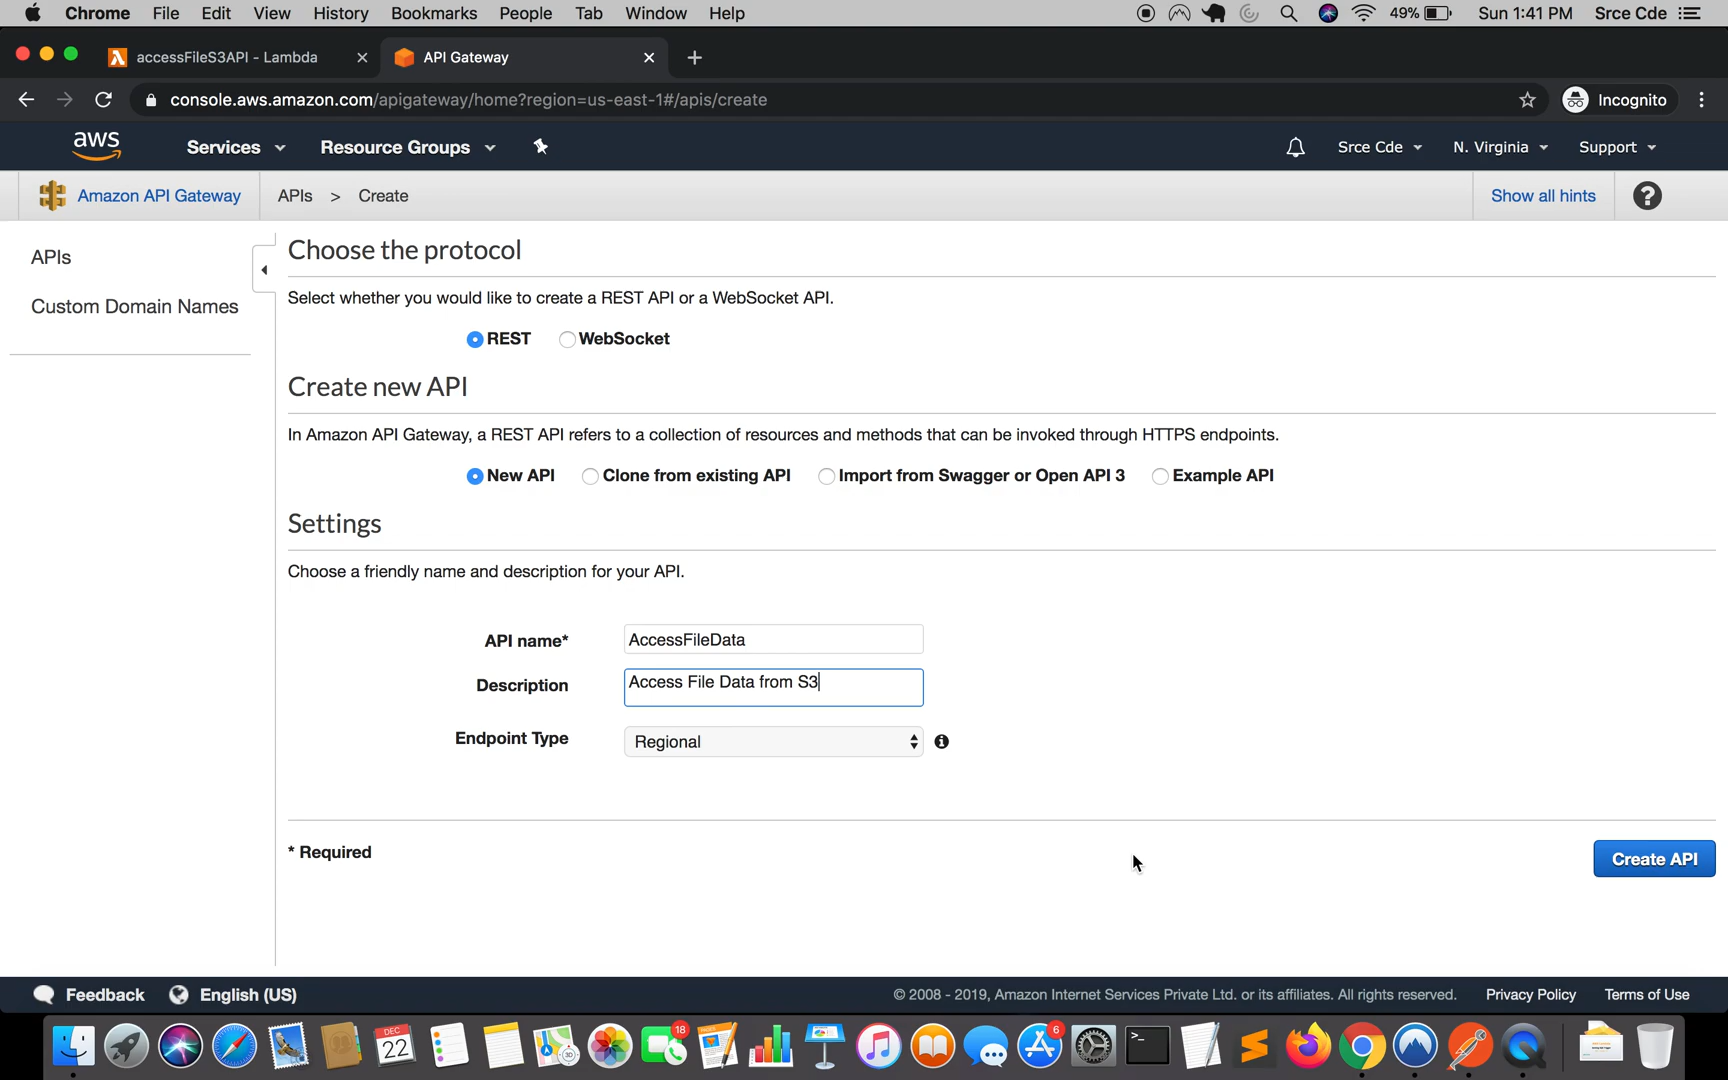 Chrome File Edit View History Bookmarks People Tab Window Help 49% Sun 1:41 PM Srce Cde
accessFileS3API - Lambda API Gateway
console.aws.amazon.com/apigateway/home?region=us-east-1#/apis/create Incognito
aws Services Resource Groups Srce Cde N. Virginia Support
Amazon API Gateway APIs > Create Show all hints ?
APIs
Custom Domain Names
Choose the protocol
Select whether you would like to create a REST API or a WebSocket API.
REST WebSocket
Create new API
In Amazon API Gateway, a REST API refers to a collection of resources and methods that can be invoked through HTTPS endpoints.
New API Clone from existing API Import from Swagger or Open API 3 Example API
Settings
Choose a friendly name and description for your API.
API name* AccessFileData
Description Access File Data from S3
Endpoint Type Regional
* Required Create API
Feedback English (US) © 2008 - 2019, Amazon Internet Services Private Ltd. or its affiliates. All rights reserved. Privacy Policy Terms of Use
DEC 22 18 6